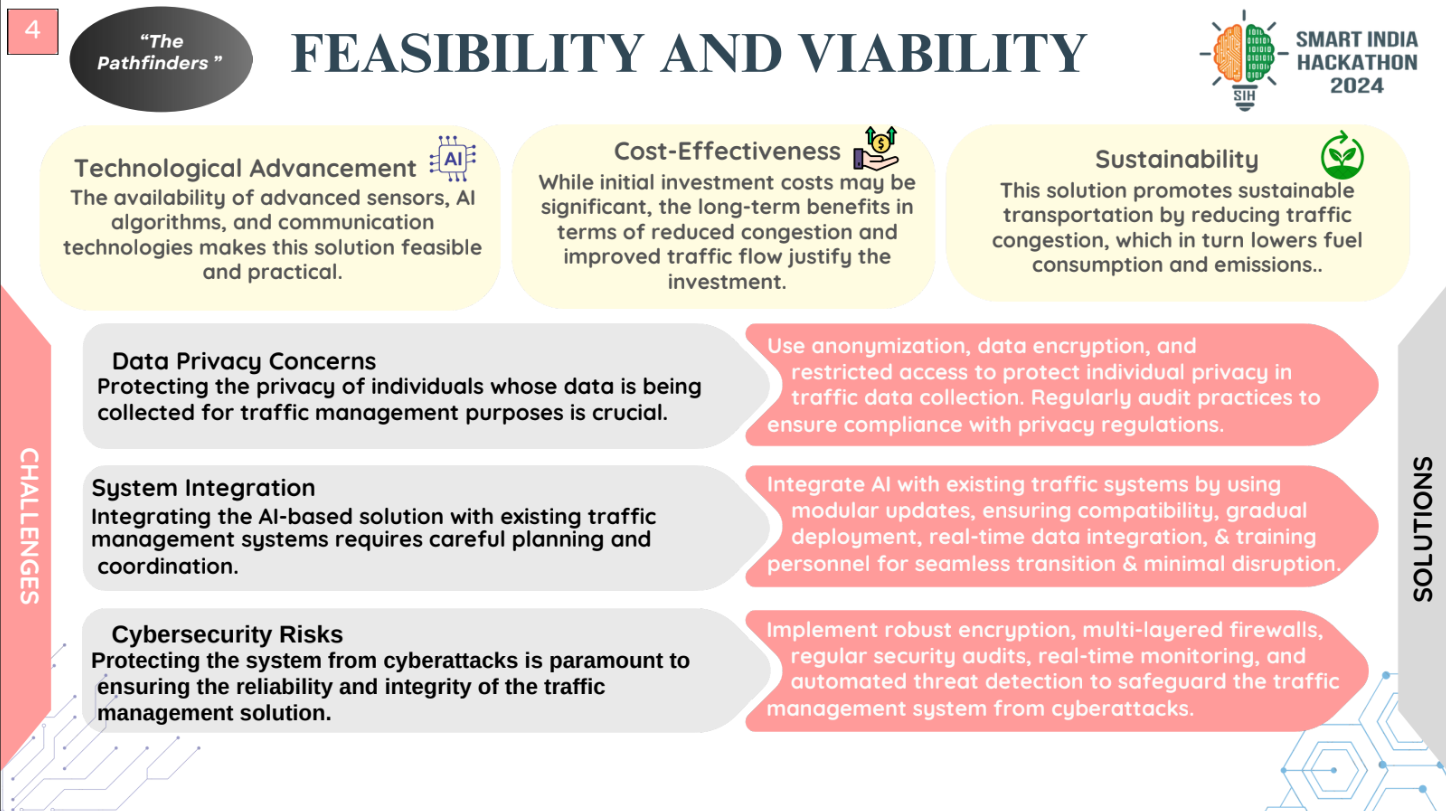 4
“The
Pathfinders ”
FEASIBILITY AND VIABILITY
SIH
SMART INDIA
HACKATHON
2024
Technological Advancement
AI
The availability of advanced sensors, AI
algorithms, and communication
technologies makes this solution feasible
and practical.
Cost-Effectiveness
$
While initial investment costs may be
significant, the long-term benefits in
terms of reduced congestion and
improved traffic flow justify the
investment.
Sustainability
This solution promotes sustainable
transportation by reducing traffic
congestion, which in turn lowers fuel
consumption and emissions..
CHALLENGES
Data Privacy Concerns
Protecting the privacy of individuals whose data is being
collected for traffic management purposes is crucial.
Use anonymization, data encryption, and
restricted access to protect individual privacy in
traffic data collection. Regularly audit practices to
ensure compliance with privacy regulations.
System Integration
Integrating the AI-based solution with existing traffic
management systems requires careful planning and
coordination.
Integrate AI with existing traffic systems by using
modular updates, ensuring compatibility, gradual
deployment, real-time data integration, & training
personnel for seamless transition & minimal disruption.
Cybersecurity Risks
Protecting the system from cyberattacks is paramount to
ensuring the reliability and integrity of the traffic
management solution.
Implement robust encryption, multi-layered firewalls,
regular security audits, real-time monitoring, and
automated threat detection to safeguard the traffic
management system from cyberattacks.
SOLUTIONS